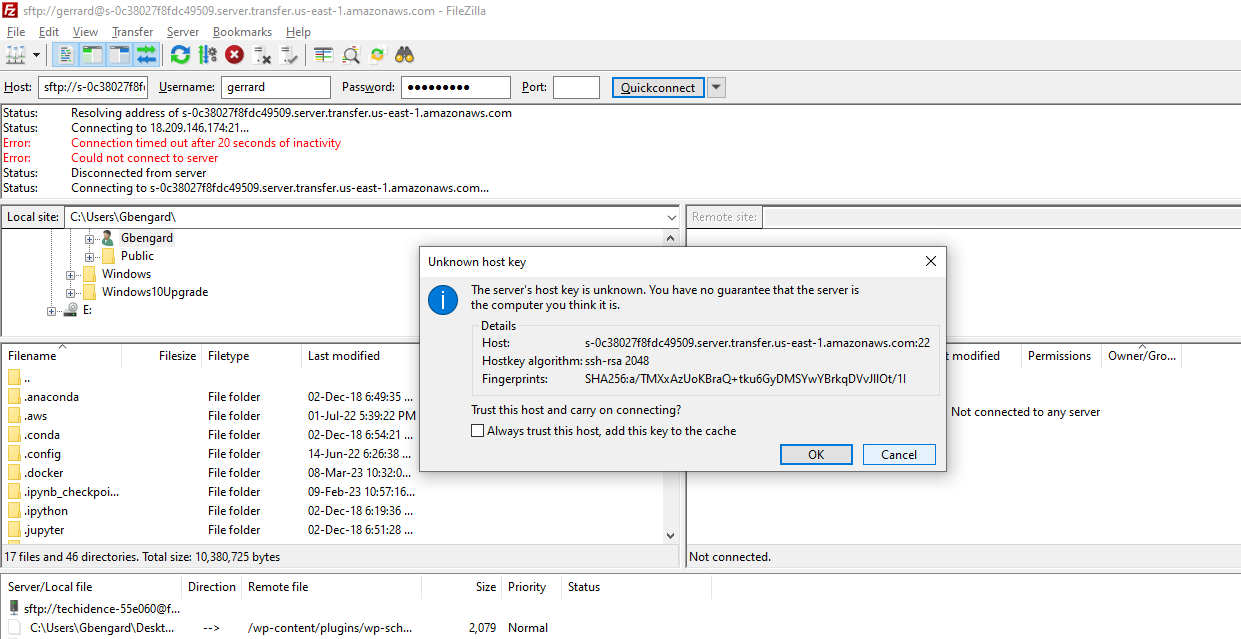 sftp://gerrard@s-0c38027f8fdc49509.server.transfer.us-east-1.amazonaws.com - FileZilla
File Edit View Transfer Server Bookmarks Help
Host: sftp://s-0c38027f8f Username: gerrard Password: ●●●●●●●●● Port: Quickconnect
Status: Resolving address of s-0c38027f8fdc49509.server.transfer.us-east-1.amazonaws.com
Status: Connecting to 18.209.146.174:21...
Error: Connection timed out after 20 seconds of inactivity
Error: Could not connect to server
Status: Disconnected from server
Status: Connecting to s-0c38027f8fdc49509.server.transfer.us-east-1.amazonaws.com...
Local site: C:\Users\Gbengard\
Remote site:
Gbengard
Public
Windows
Windows10Upgrade
E:
Unknown host key
The server's host key is unknown. You have no guarantee that the server is
the computer you think it is.
Details
Host: s-0c38027f8fdc49509.server.transfer.us-east-1.amazonaws.com:22
Hostkey algorithm: ssh-rsa 2048
Fingerprints: SHA256:a/TMXxAzUoKBraQ+tku6GyDMSYwYBrkqDVvJIlOt/1I
Trust this host and carry on connecting?
Always trust this host, add this key to the cache
OK Cancel
Filename Filesize Filetype Last modified
..
.anaconda File folder 02-Dec-18 6:49:35 ...
.aws File folder 01-Jul-22 5:39:22 PM
.conda File folder 02-Dec-18 6:54:21 ...
.config File folder 14-Jun-22 6:26:38 ...
.docker File folder 08-Mar-23 10:32:0...
.ipynb_checkpoi... File folder 09-Feb-23 10:57:16...
.ipython File folder 02-Dec-18 6:19:36 ...
.jupyter File folder 02-Dec-18 6:51:28 ...
17 files and 46 directories. Total size: 10,380,725 bytes
t modified Permissions Owner/Gro...
Not connected to any server
Not connected.
Server/Local file Direction Remote file Size Priority Status
sftp://techidence-55e060@f...
C:\Users\Gbengard\Deskt... --> /wp-content/plugins/wp-sch... 2,079 Normal